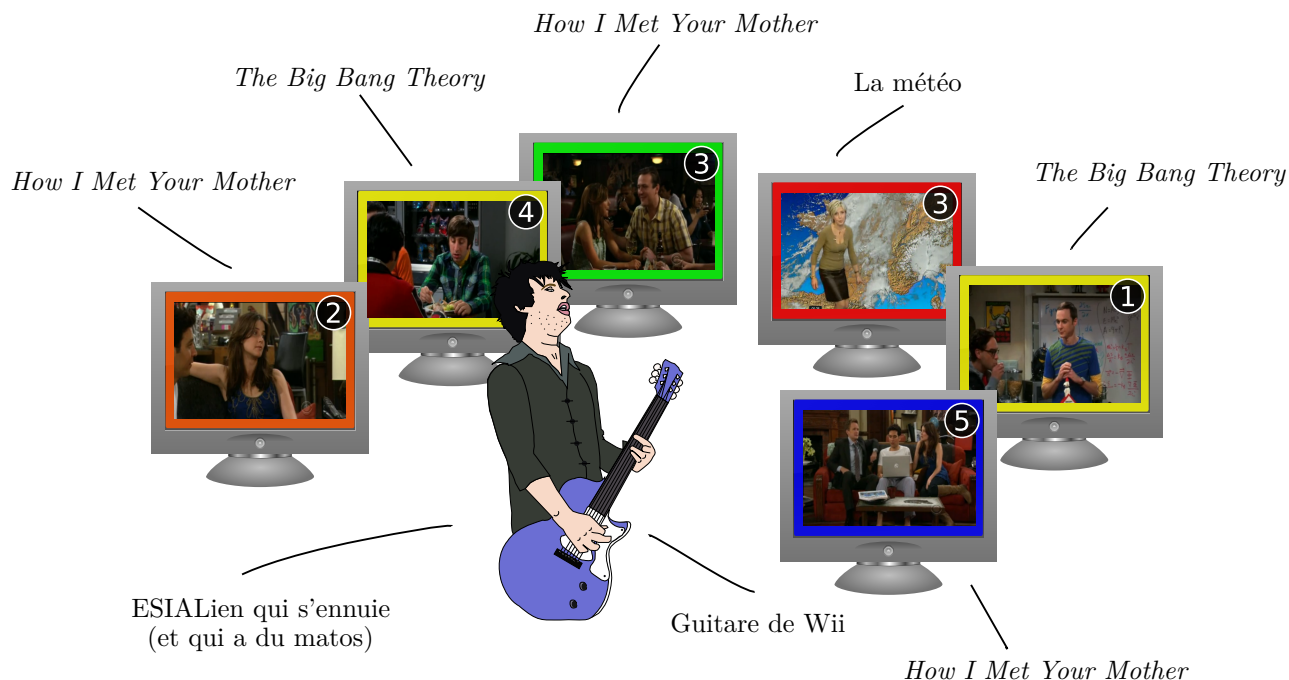 How I Met Your Mother
The Big Bang Theory
La météo
How I Met Your Mother
The Big Bang Theory
3
4
3
2
1
5
ESIALien qui s'ennuie
(et qui a du matos)
Guitare de Wii
How I Met Your Mother